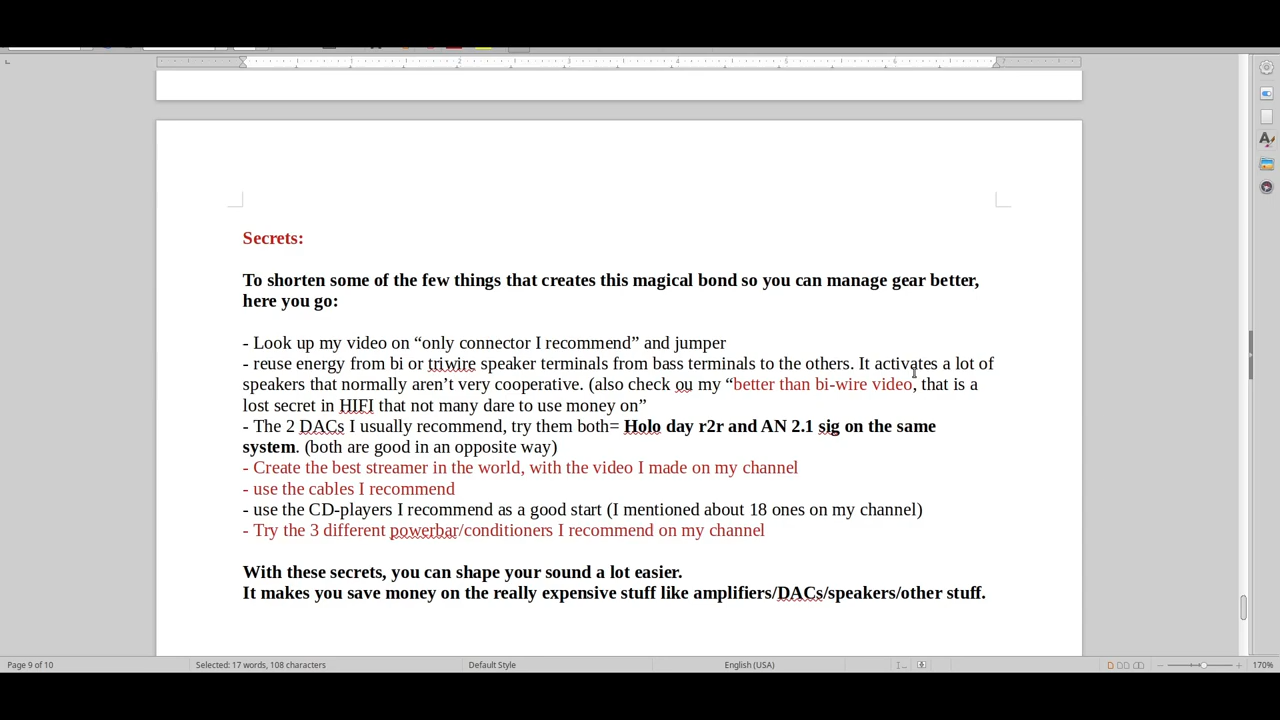 Secrets:
To shorten some of the few things that creates this magical bond so you can manage gear better,
here you go:
- Look up my video on “only connector I recommend” and jumper
- reuse energy from bi or triwire speaker terminals from bass terminals to the others. It activates a lot of
speakers that normally aren’t very cooperative. (also check ou my “better than bi-wire video, that is a
lost secret in HIFI that not many dare to use money on”
- The 2 DACs I usually recommend, try them both= Holo day r2r and AN 2.1 sig on the same
system. (both are good in an opposite way)
- Create the best streamer in the world, with the video I made on my channel
- use the cables I recommend
- use the CD-players I recommend as a good start (I mentioned about 18 ones on my channel)
- Try the 3 different powerbar/conditioners I recommend on my channel
With these secrets, you can shape your sound a lot easier.
It makes you save money on the really expensive stuff like amplifiers/DACs/speakers/other stuff.
Page 9 of 10 Selected: 17 words, 108 characters Default Style English (USA) 170%